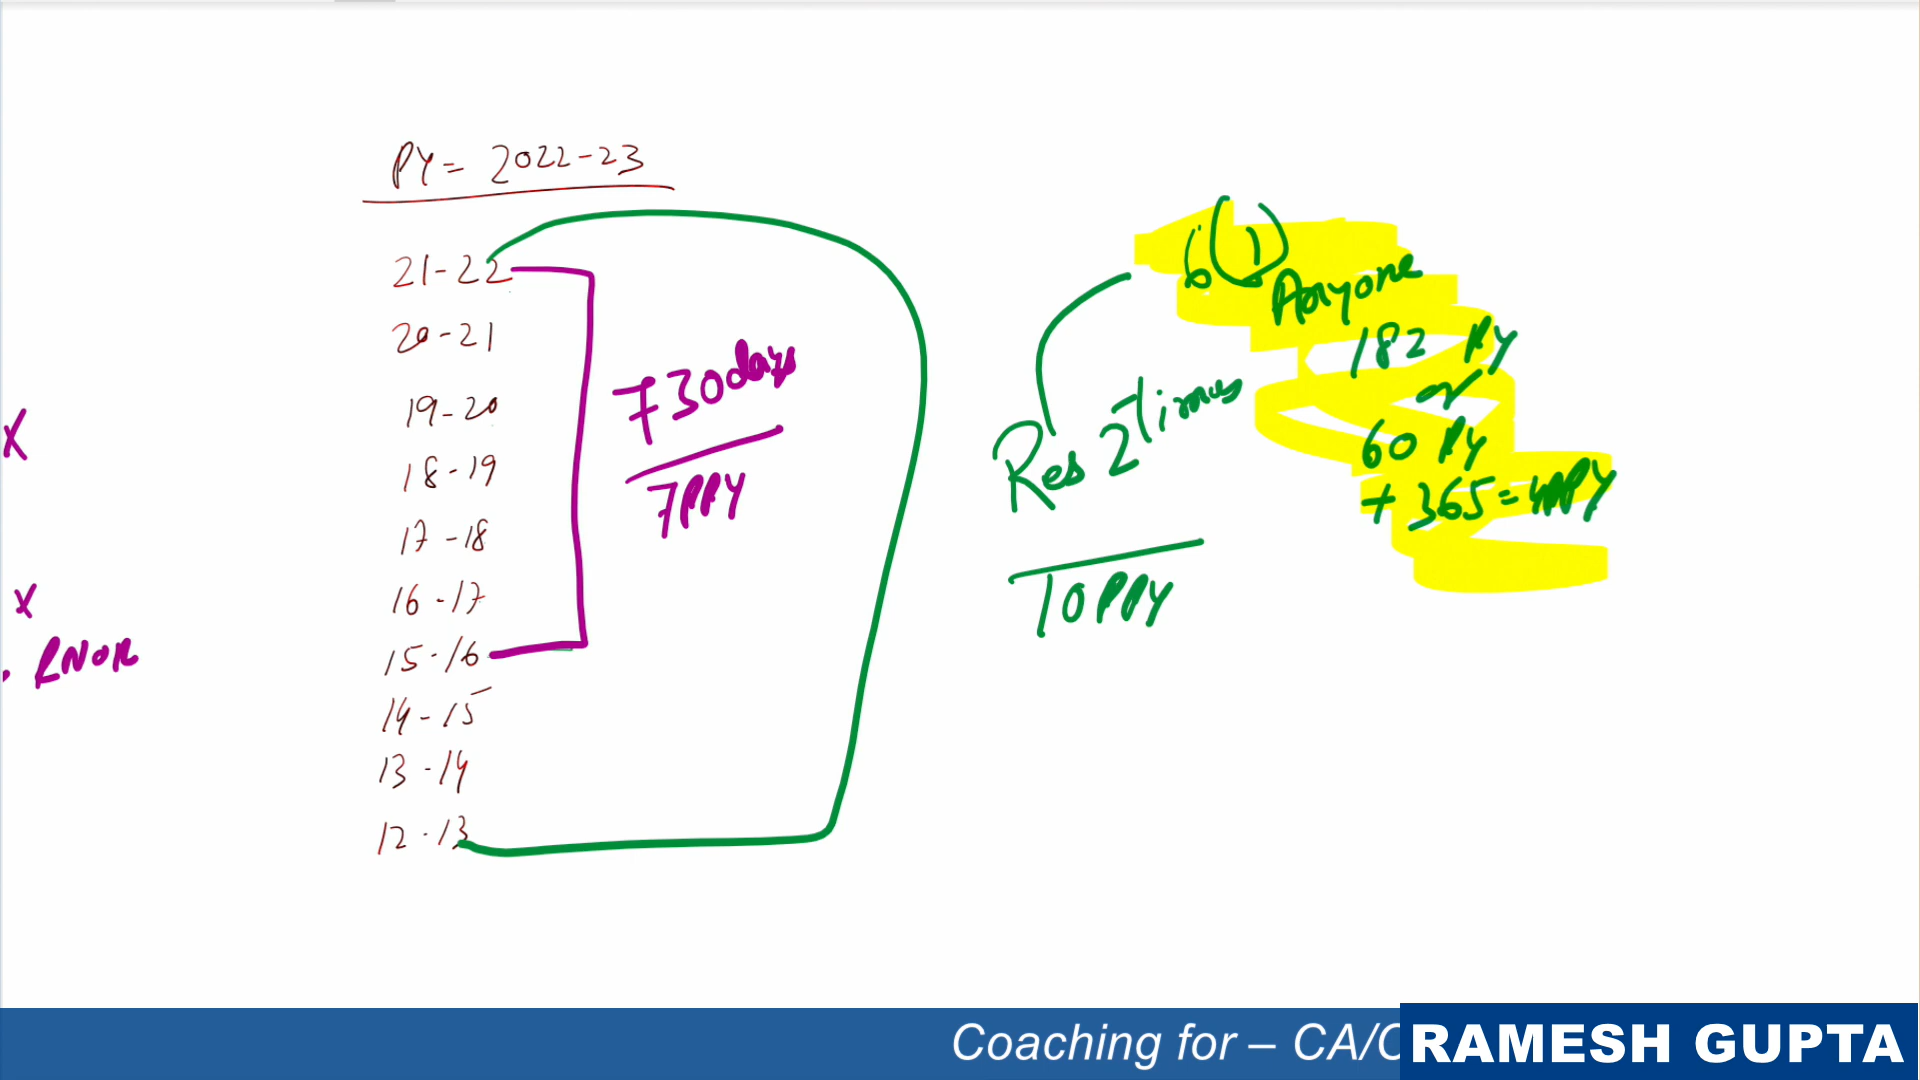 PY = 2022-23
21-22
20-21
19-20
18-19
17-18
16-17
15-16
14-15
13-14
12-13
X
X
RNOR
730 days
7PPY
Res 2 Times
10 PPY
6(1)
Anyone
182 PY
or
60 PY
+ 365 = 4PPY
Coaching for – CA/C
RAMESH GUPTA